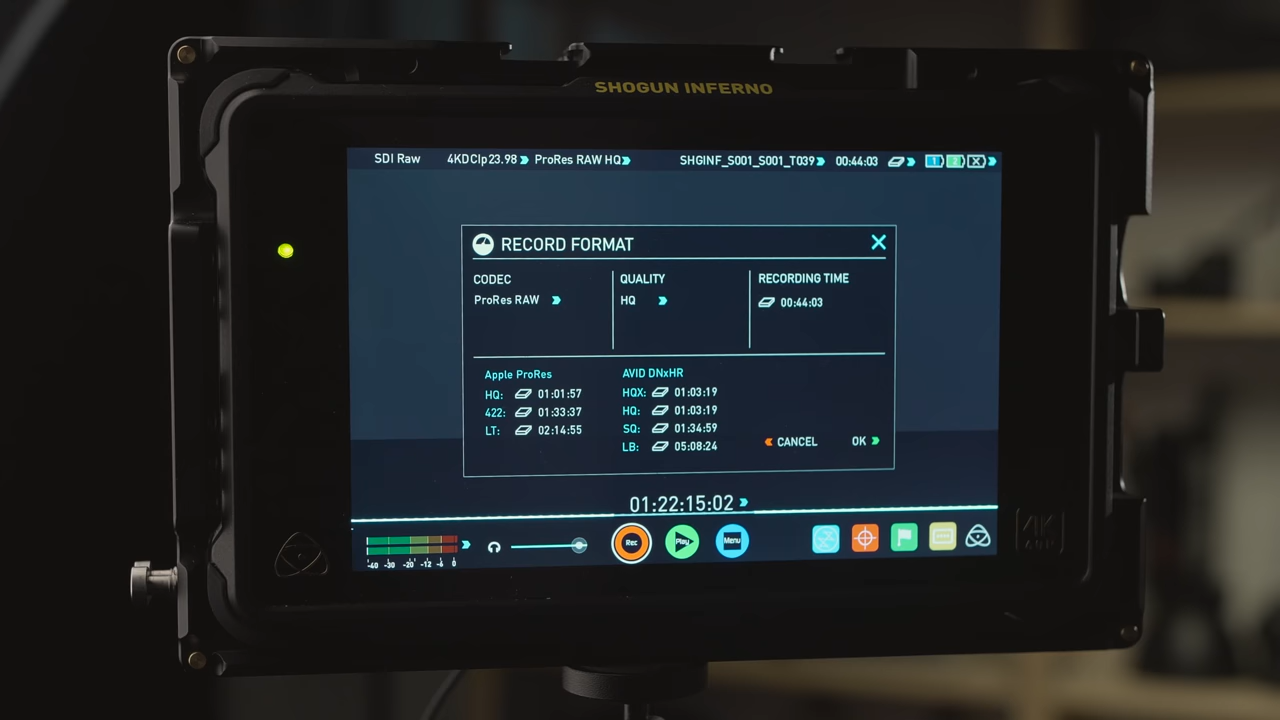 SHOGUN INFERNO
SDI Raw 4KDCIp23.98 ProRes RAW HQ SHGINF_S001_S001_T039 00:44:03 1 2 X
RECORD FORMAT X
CODEC QUALITY RECORDING TIME
ProRes RAW HQ 00:44:03
Apple ProRes AVID DNxHR
HQ: 01:01:57 HQX: 01:03:19
422: 01:33:37 HQ: 01:03:19
LT: 02:14:55 SQ: 01:34:59
LB: 05:08:24
CANCEL OK
01:22:15:02
Rec Play Menu
-40 -30 -20 -12 -6 0
4K